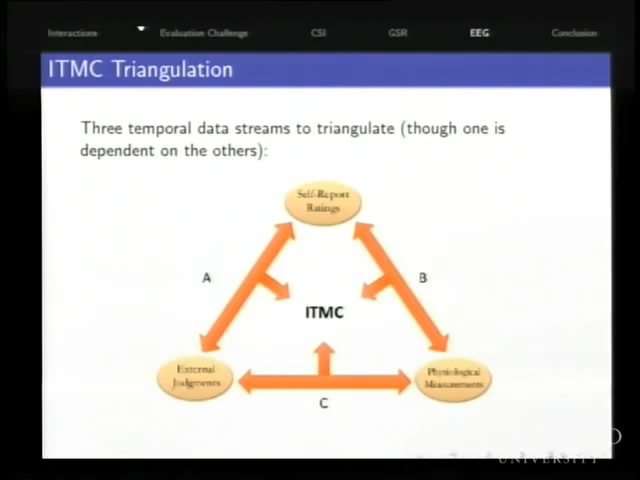 Interactions
Evaluation Challenge
CSI
GSR
EEG
Conclusion
ITMC Triangulation
Three temporal data streams to triangulate (though one is
dependent on the others):
Self-Report
Ratings
A
B
ITMC
External
Judgments
Physiological
Measurements
C
UNIVERSITY